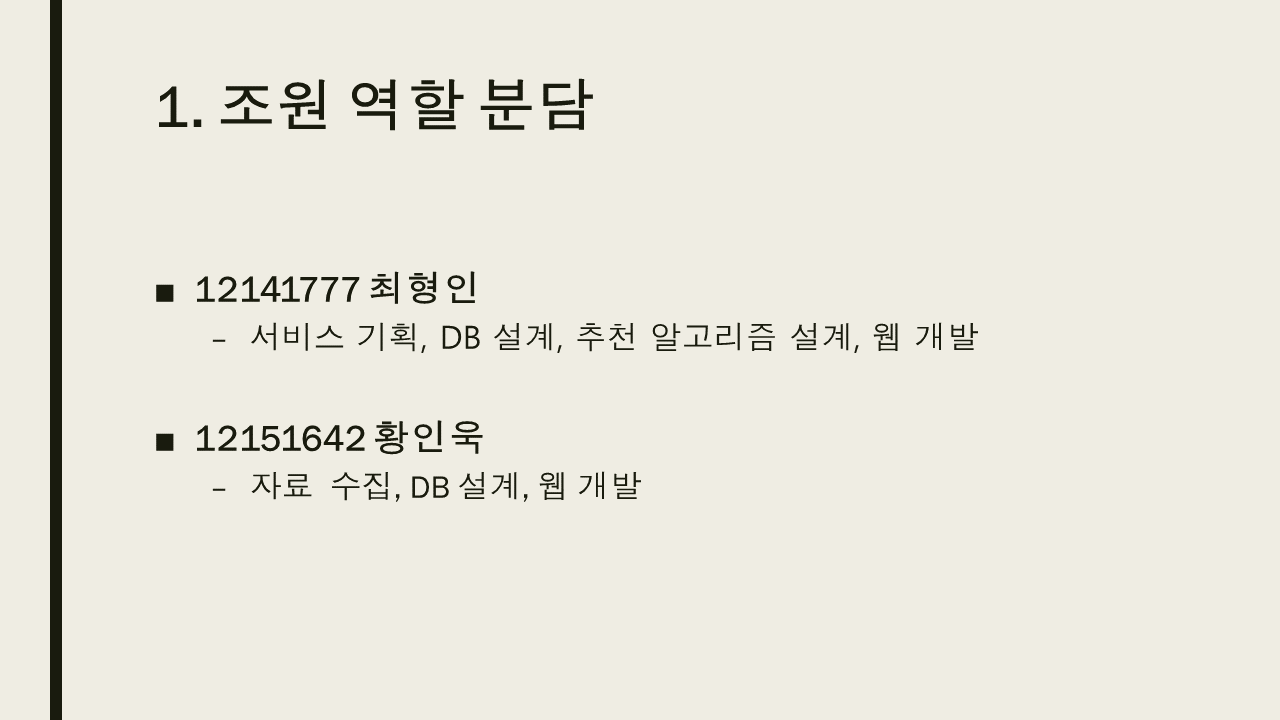 1. 조원 역할 분담
■ 12141777 최형인
– 서비스 기획, DB 설계, 추천 알고리즘 설계, 웹 개발
■ 12151642 황인욱
– 자료 수집, DB 설계, 웹 개발